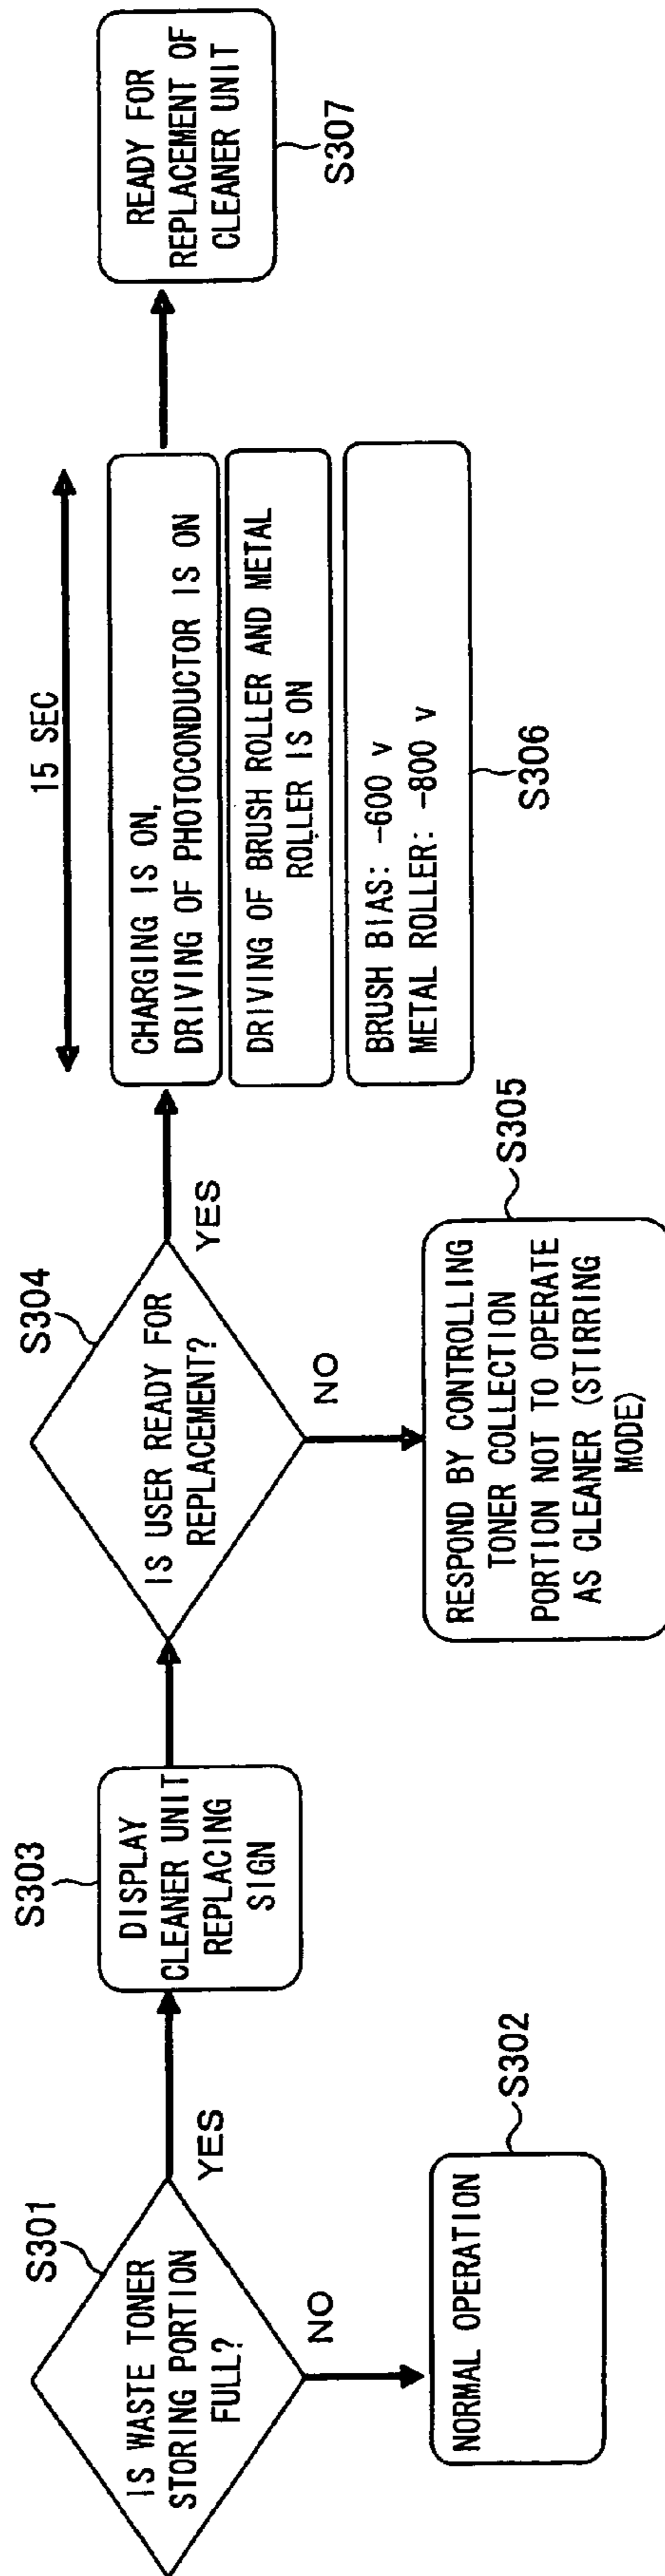 S301
IS WASTE TONER
STORING PORTION
FULL?
YES
NO
S302
NORMAL OPERATION
S303
DISPLAY
CLEANER UNIT
REPLACING
SIGN
S304
IS USER READY FOR
REPLACEMENT?
YES
NO
S305
RESPOND BY CONTROLLING
TONER COLLECTION
PORTION NOT TO OPERATE
AS CLEANER (STIRRING
MODE)
15 SEC
CHARGING IS ON,
DRIVING OF PHOTOCONDUCTOR IS ON
DRIVING OF BRUSH ROLLER AND METAL
ROLLER IS ON
BRUSH BIAS: -600 v
METAL ROLLER: -800 v
S306
READY FOR
REPLACEMENT OF
CLEANER UNIT
S307